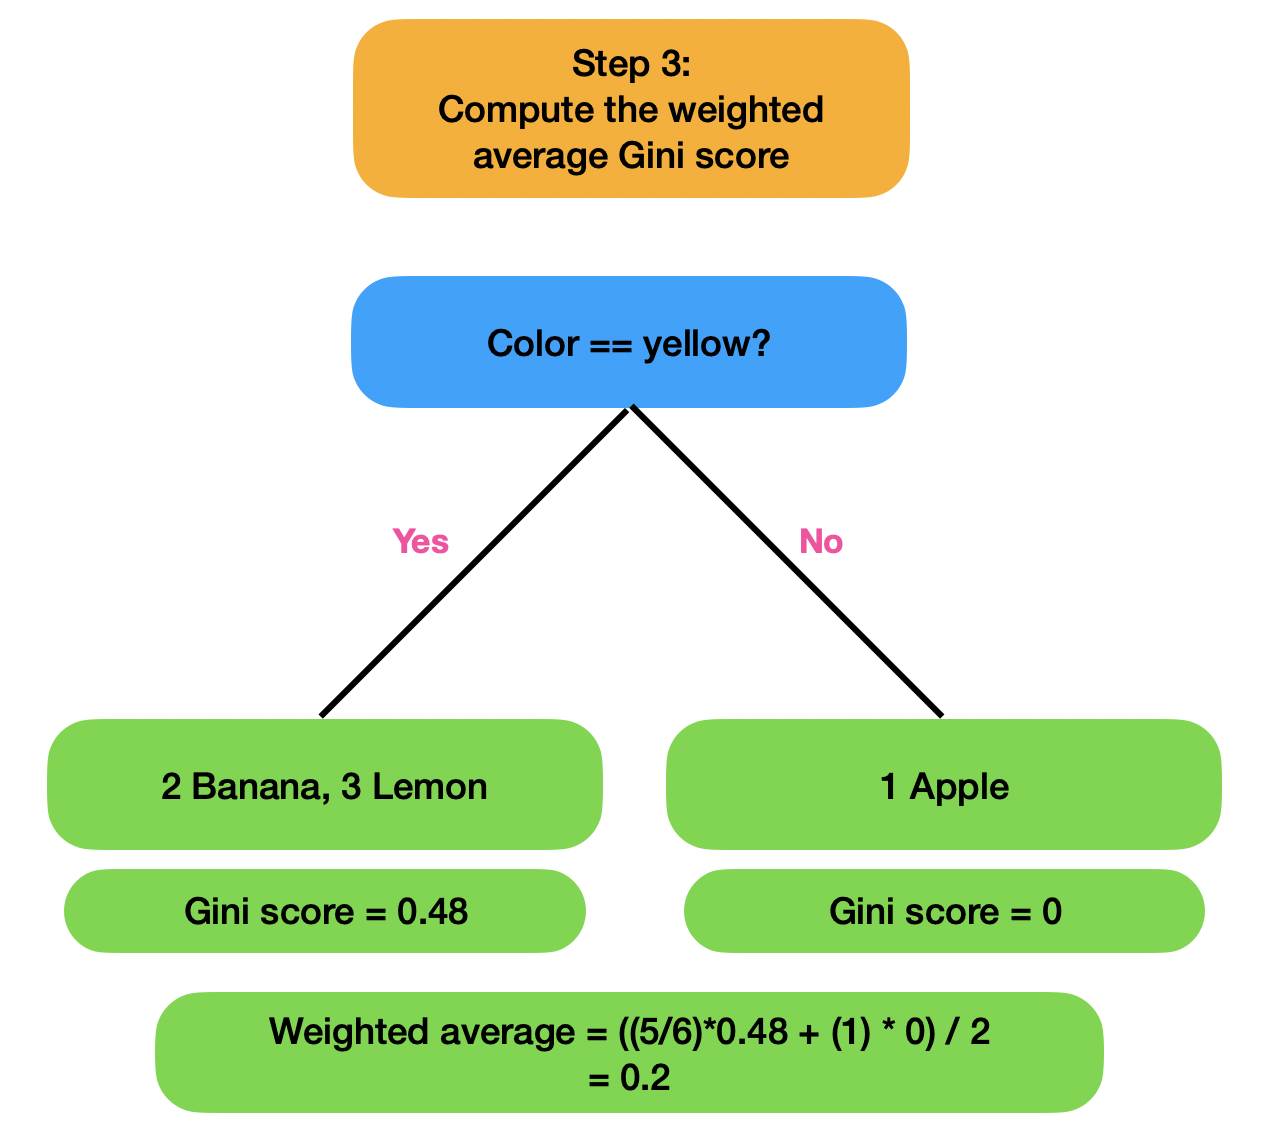 Step 3:
Compute the weighted
average Gini score
Color == yellow?
Yes
No
2 Banana, 3 Lemon
1 Apple
Gini score = 0.48
Gini score = 0
Weighted average = ((5/6)*0.48 + (1) * 0) / 2
= 0.2